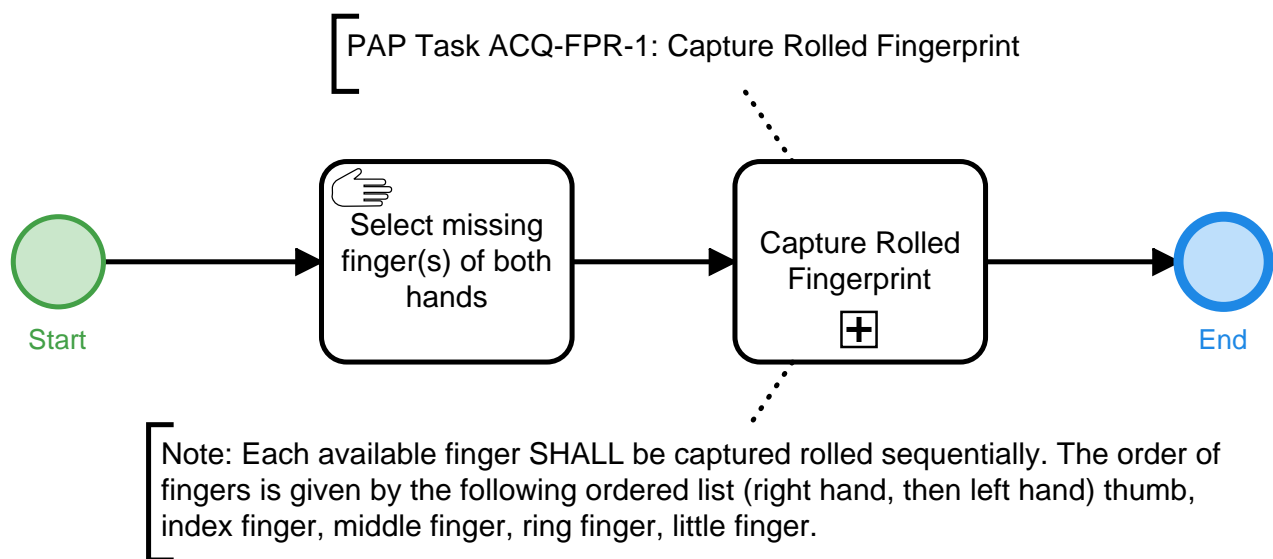 PAP Task ACQ-FPR-1: Capture Rolled Fingerprint
Select missing
finger(s) of both
hands
Capture Rolled
Fingerprint
Start
End
Note: Each available finger SHALL be captured rolled sequentially. The order of
fingers is given by the following ordered list (right hand, then left hand) thumb,
index finger, middle finger, ring finger, little finger.